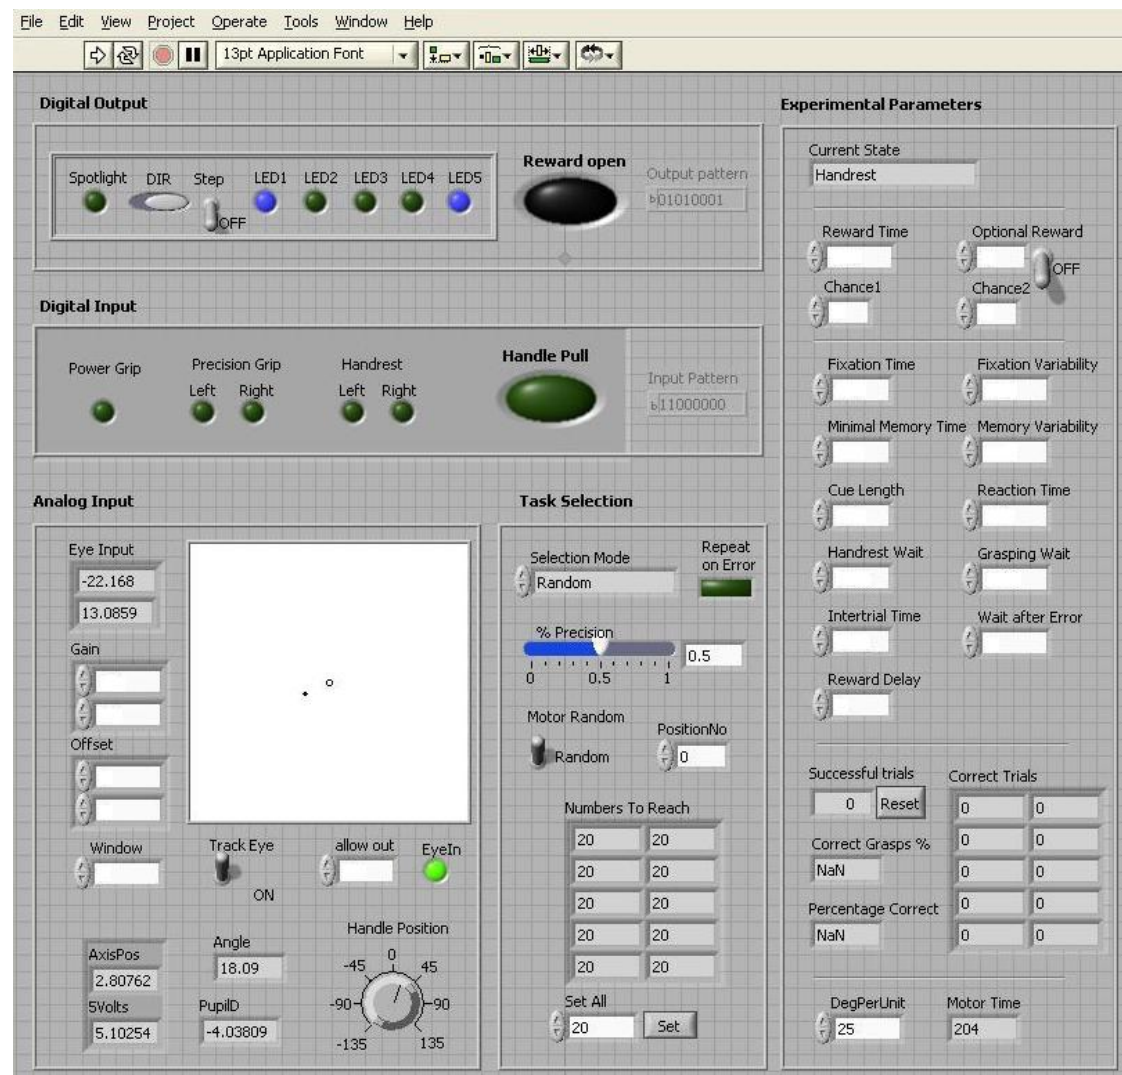 File Edit View Project Operate Tools Window Help
13pt Application Font
Digital Output
Spotlight DIR Step LED1 LED2 LED3 LED4 LED5
OFF
Reward open
Output pattern
b01010001
Digital Input
Power Grip
Precision Grip
Left Right
Handrest
Left Right
Handle Pull
Input Pattern
b11000000
Analog Input
Eye Input
-22.168
13.0859
Gain
Offset
Window
Track Eye
ON
allow out
EyeIn
AxisPos
2.80762
5Volts
5.10254
Angle
18.09
PupilD
-4.03809
Handle Position
0
-45 45
-90 -90
-135 135
Task Selection
Selection Mode
Random
Repeat
on Error
% Precision
0.5
0 0.5 1
Motor Random
Random
PositionNo
0
Numbers To Reach
20 20
20 20
20 20
20 20
20 20
Set All
20 Set
Experimental Parameters
Current State
Handrest
Reward Time Optional Reward
OFF
Chance1 Chance2
Fixation Time Fixation Variability
Minimal Memory Time Memory Variability
Cue Length Reaction Time
Handrest Wait Grasping Wait
Intertrial Time Wait after Error
Reward Delay
Successful trials
0 Reset
Correct Grasps %
NaN
Percentage Correct
NaN
Correct Trials
0 0
0 0
0 0
0 0
0 0
DegPerUnit Motor Time
25 204